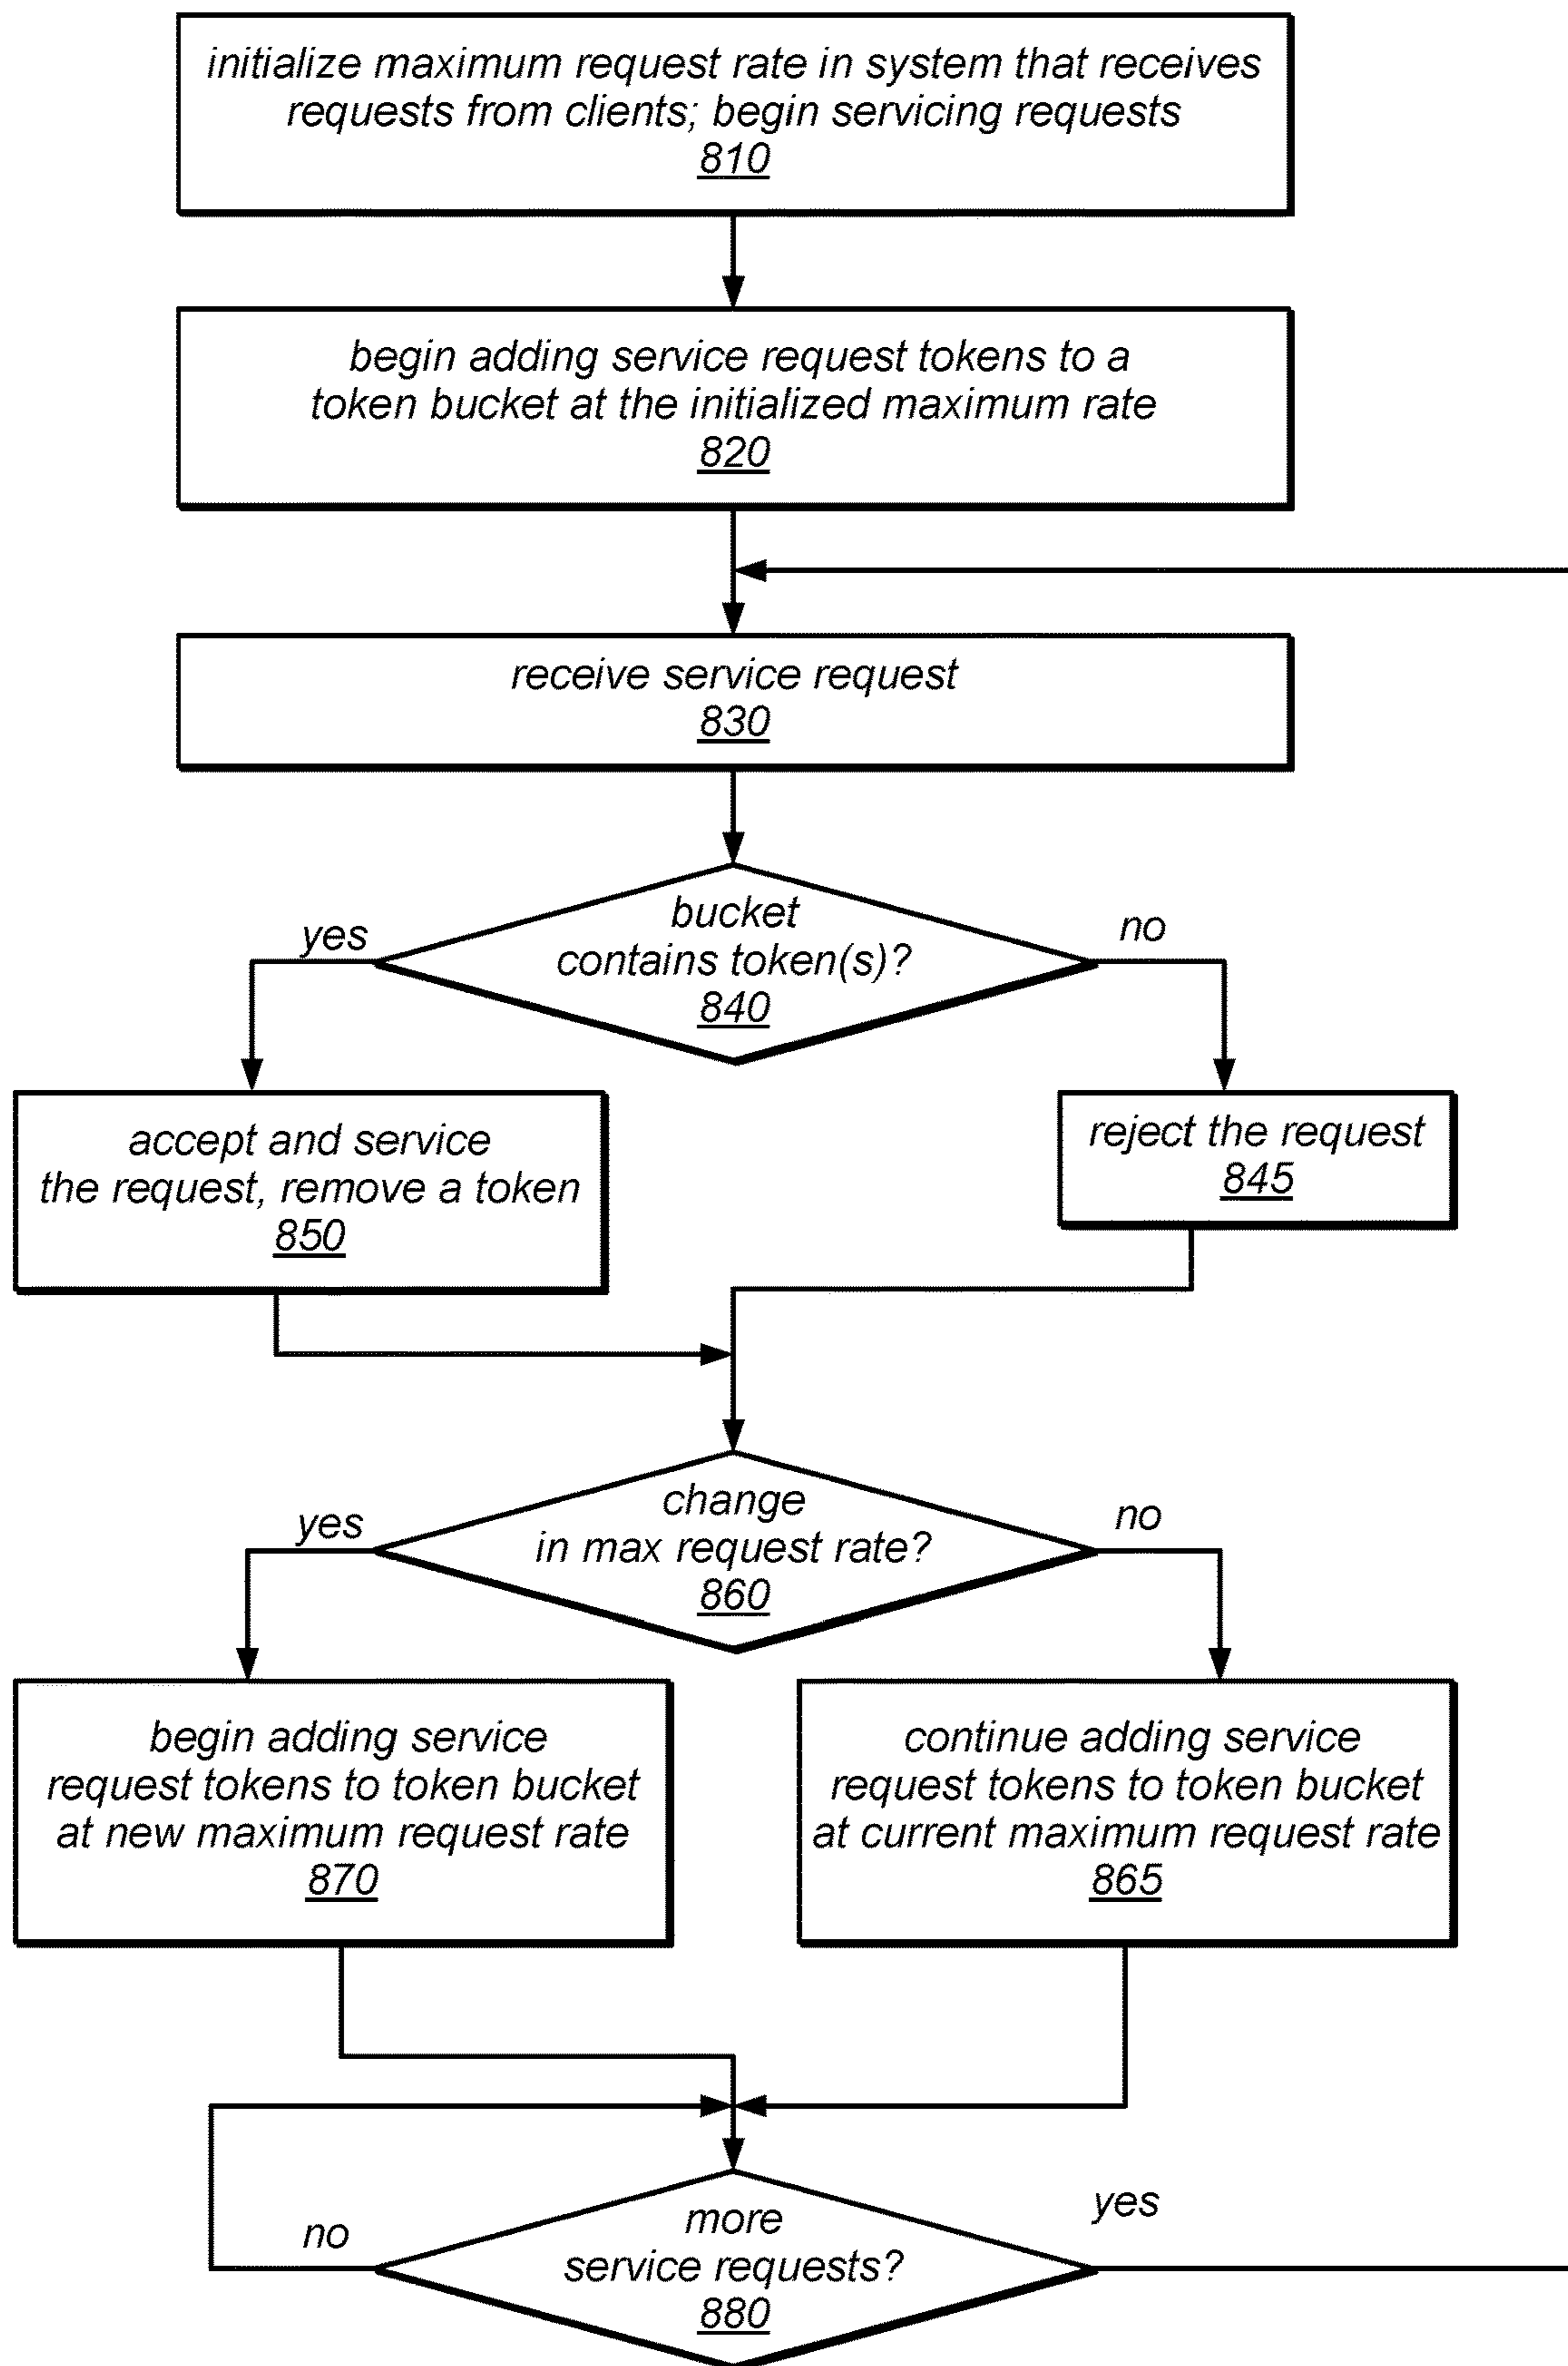 initialize maximum request rate in system that receives
requests from clients; begin servicing requests
810
begin adding service request tokens to a
token bucket at the initialized maximum rate
820
receive service request
830
bucket
contains token(s)?
840
yes
no
accept and service
the request, remove a token
850
reject the request
845
change
in max request rate?
860
yes
no
begin adding service
request tokens to token bucket
at new maximum request rate
870
continue adding service
request tokens to token bucket
at current maximum request rate
865
more
service requests?
880
no
yes